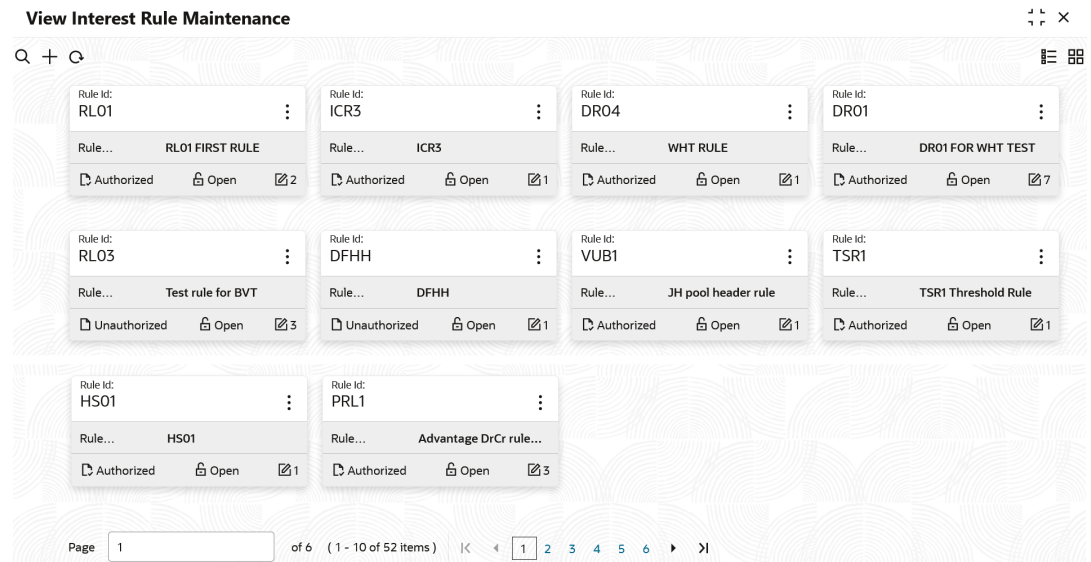 View Interest Rule Maintenance
Rule Id: Rule Id: Rule Id: Rule Id:
RL01 ICR3 DR04 DR01
Rule... RL01 FIRST RULE Rule... ICR3 Rule... WHT RULE Rule... DR01 FOR WHT TEST
Authorized Open 2 Authorized Open 1 Authorized Open 1 Authorized Open 7
Rule Id: Rule Id: Rule Id: Rule Id:
RL03 DFHH VUB1 TSR1
Rule... Test rule for BVT Rule... DFHH Rule... JH pool header rule Rule... TSR1 Threshold Rule
Unauthorized Open 3 Unauthorized Open 1 Authorized Open 1 Authorized Open 1
Rule Id: Rule Id:
HS01 PRL1
Rule... HS01 Rule... Advantage DrCr rule...
Authorized Open 1 Authorized Open 3
Page 1 of 6 ( 1 - 10 of 52 items ) 1 2 3 4 5 6